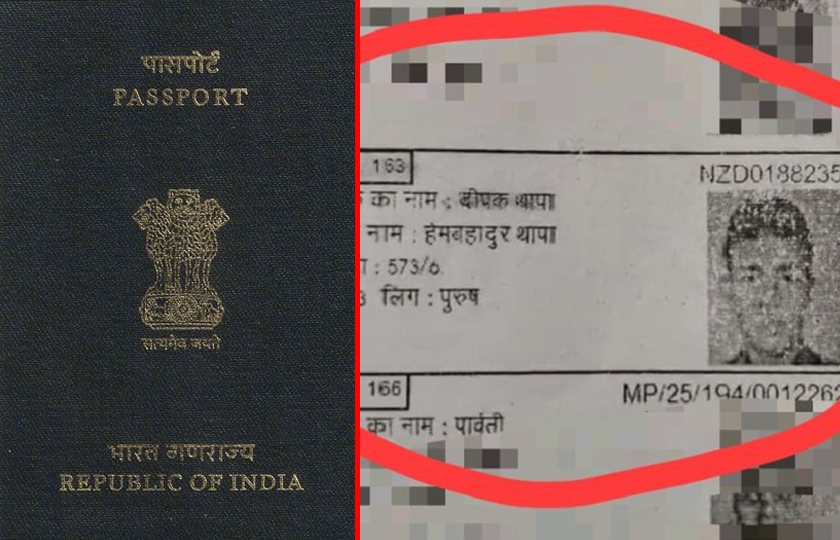 पासपोर्ट
PASSPORT
सत्यमेव जयते
भारत गणराज्य
REPUBLIC OF INDIA
163
NZD0188235
का नाम : दीपक थापा
नाम : हेमबहादुर थापा
: 573/6
लिंग : पुरुष
166
MP/25/194/001226
का नाम : पार्वती